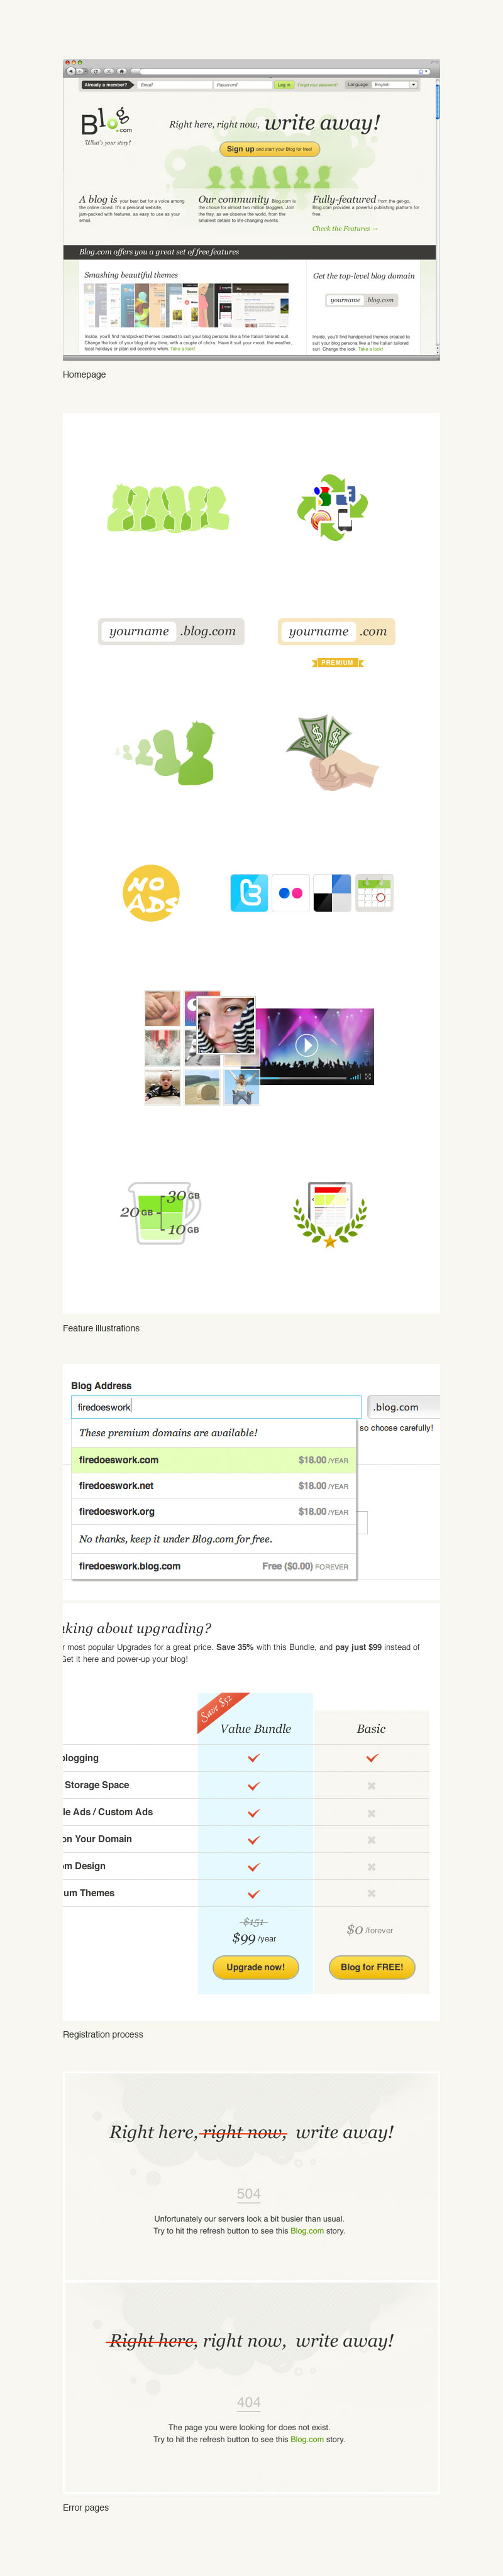 Already a member?
Email
Password
Log in
Forgot your password?
Language
English
Blog.com
What's your story!
Right here, right now, write away!
Sign up and start your Blog for free!
A blog is your best bet for a voice among
the online crowd. It's a personal website,
jam-packed with features, as easy to use as your
email.
Our community Blog.com is
the choice for almost two million bloggers. Join
the fray, as we observe the world, from the
smallest details to life-changing events.
Fully-featured from the get-go,
Blog.com provides a powerful publishing platform for
free.
Check the Features →
Blog.com offers you a great set of free features
Smashing beautiful themes
Inside, you'll find handpicked themes created to suit your blog persona like a fine Italian tailored suit.
Change the look of your blog at any time, with a couple of clicks. Have it suit your mood, the weather,
local holidays or plain old eccentric whim. Take a look!
Get the top-level blog domain
yourname .blog.com
Inside, you'll find handpicked themes created to
suit your blog persona like a fine Italian tailored
suit. Change the look. Take a look!
Homepage
yourname .blog.com
yourname .com
PREMIUM
NO
ADS
30 GB
20 GB
10 GB
Feature illustrations
Blog Address
firedoeswork
.blog.com
so choose carefully!
These premium domains are available!
firedoeswork.com $18.00 /YEAR
firedoeswork.net $18.00 /YEAR
firedoeswork.org $18.00 /YEAR
No thanks, keep it under Blog.com for free.
firedoeswork.blog.com Free ($0.00) FOREVER
king about upgrading?
r most popular Upgrades for a great price. Save 35% with this Bundle, and pay just $99 instead of
Get it here and power-up your blog!
Save $52
Value Bundle
Basic
blogging
Storage Space
le Ads / Custom Ads
on Your Domain
om Design
um Themes
$151
$99 /year
$0 /forever
Upgrade now!
Blog for FREE!
Registration process
Right here, right now, write away!
504
Unfortunately our servers look a bit busier than usual.
Try to hit the refresh button to see this Blog.com story.
Right here, right now, write away!
404
The page you were looking for does not exist.
Try to hit the refresh button to see this Blog.com story.
Error pages